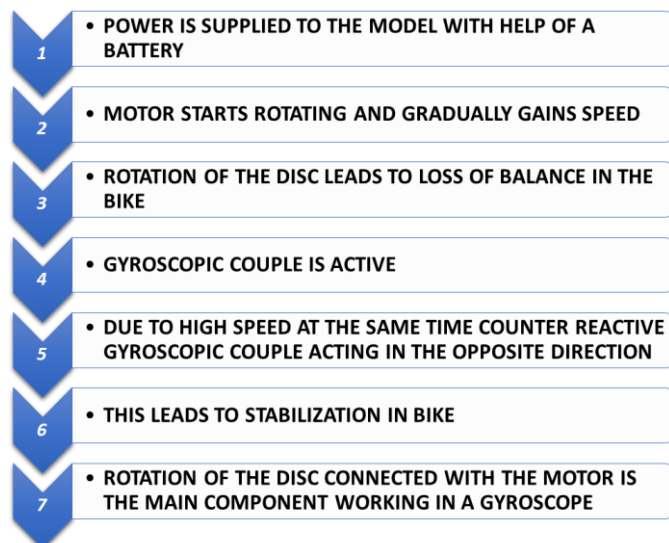 1
• POWER IS SUPPLIED TO THE MODEL WITH HELP OF A
BATTERY
2
• MOTOR STARTS ROTATING AND GRADUALLY GAINS SPEED
3
• ROTATION OF THE DISC LEADS TO LOSS OF BALANCE IN THE
BIKE
4
• GYROSCOPIC COUPLE IS ACTIVE
5
• DUE TO HIGH SPEED AT THE SAME TIME COUNTER REACTIVE
GYROSCOPIC COUPLE ACTING IN THE OPPOSITE DIRECTION
6
• THIS LEADS TO STABILIZATION IN BIKE
7
• ROTATION OF THE DISC CONNECTED WITH THE MOTOR IS
THE MAIN COMPONENT WORKING IN A GYROSCOPE